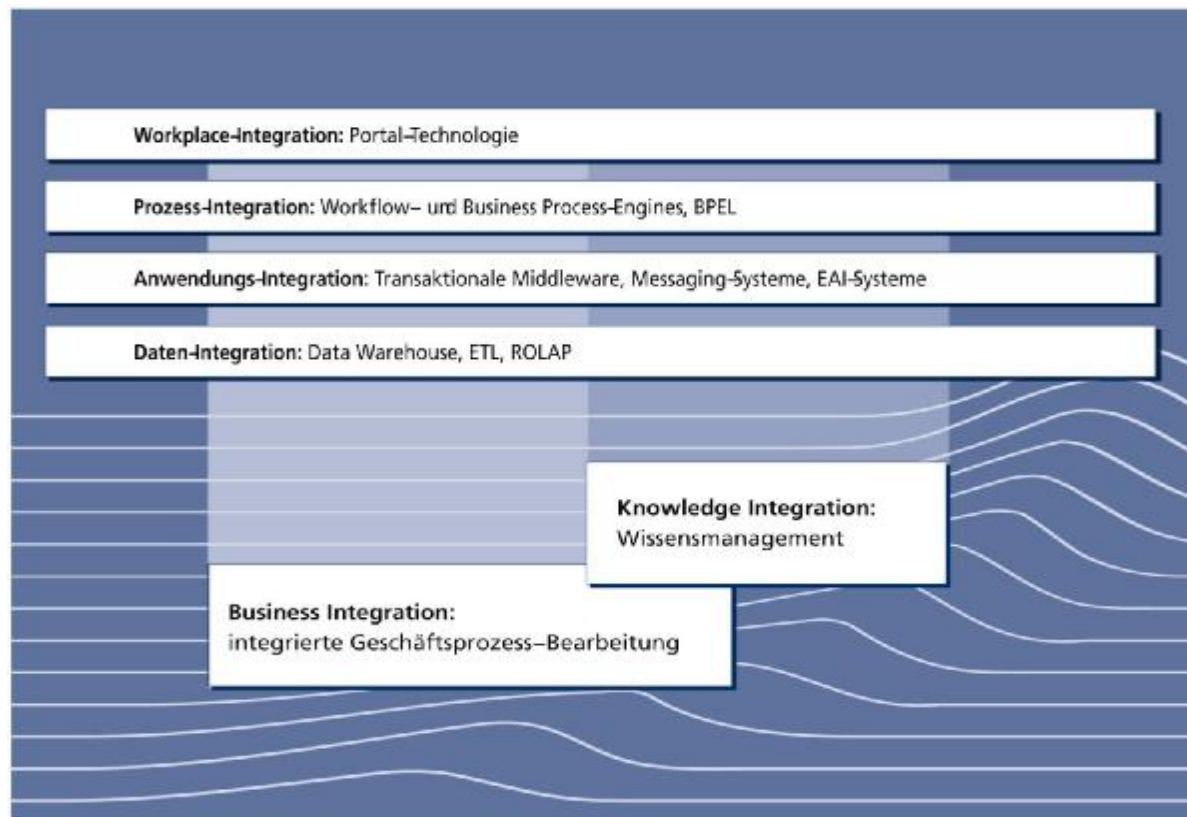 Workplace-Integration: Portal-Technologie
Prozess-Integration: Workflow- und Business Process-Engines, BPEL
Anwendungs-Integration: Transaktionale Middleware, Messaging-Systeme, EAI-Systeme
Daten-Integration: Data Warehouse, ETL, ROLAP
Knowledge Integration:
Wissensmanagement
Business Integration:
integrierte Geschäftsprozess-Bearbeitung